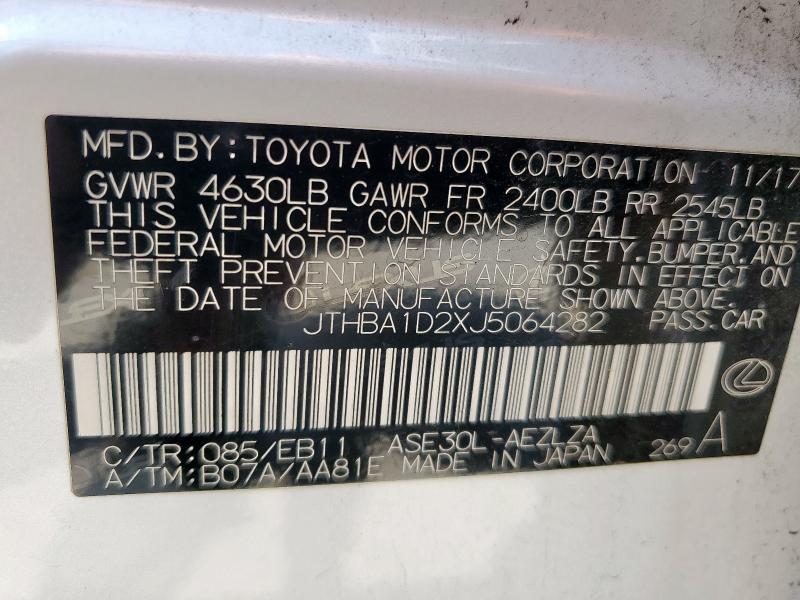 MFD. BY: TOYOTA MOTOR CORPORATION 11/17
GVWR 4630LB GAWR FR 2400LB RR 2545LB
THIS VEHICLE CONFORMS TO ALL APPLICABLE
FEDERAL MOTOR VEHICLE SAFETY, BUMPER, AND
THEFT PREVENTION STANDARDS IN EFFECT ON
THE DATE OF MANUFACTURE SHOWN ABOVE.
JTHBA1D2XJ5064282 PASS. CAR
C/TR: 085/EB11 ASE30L-AEZLZA 269 A
A/TM: B07A/AA81E MADE IN JAPAN